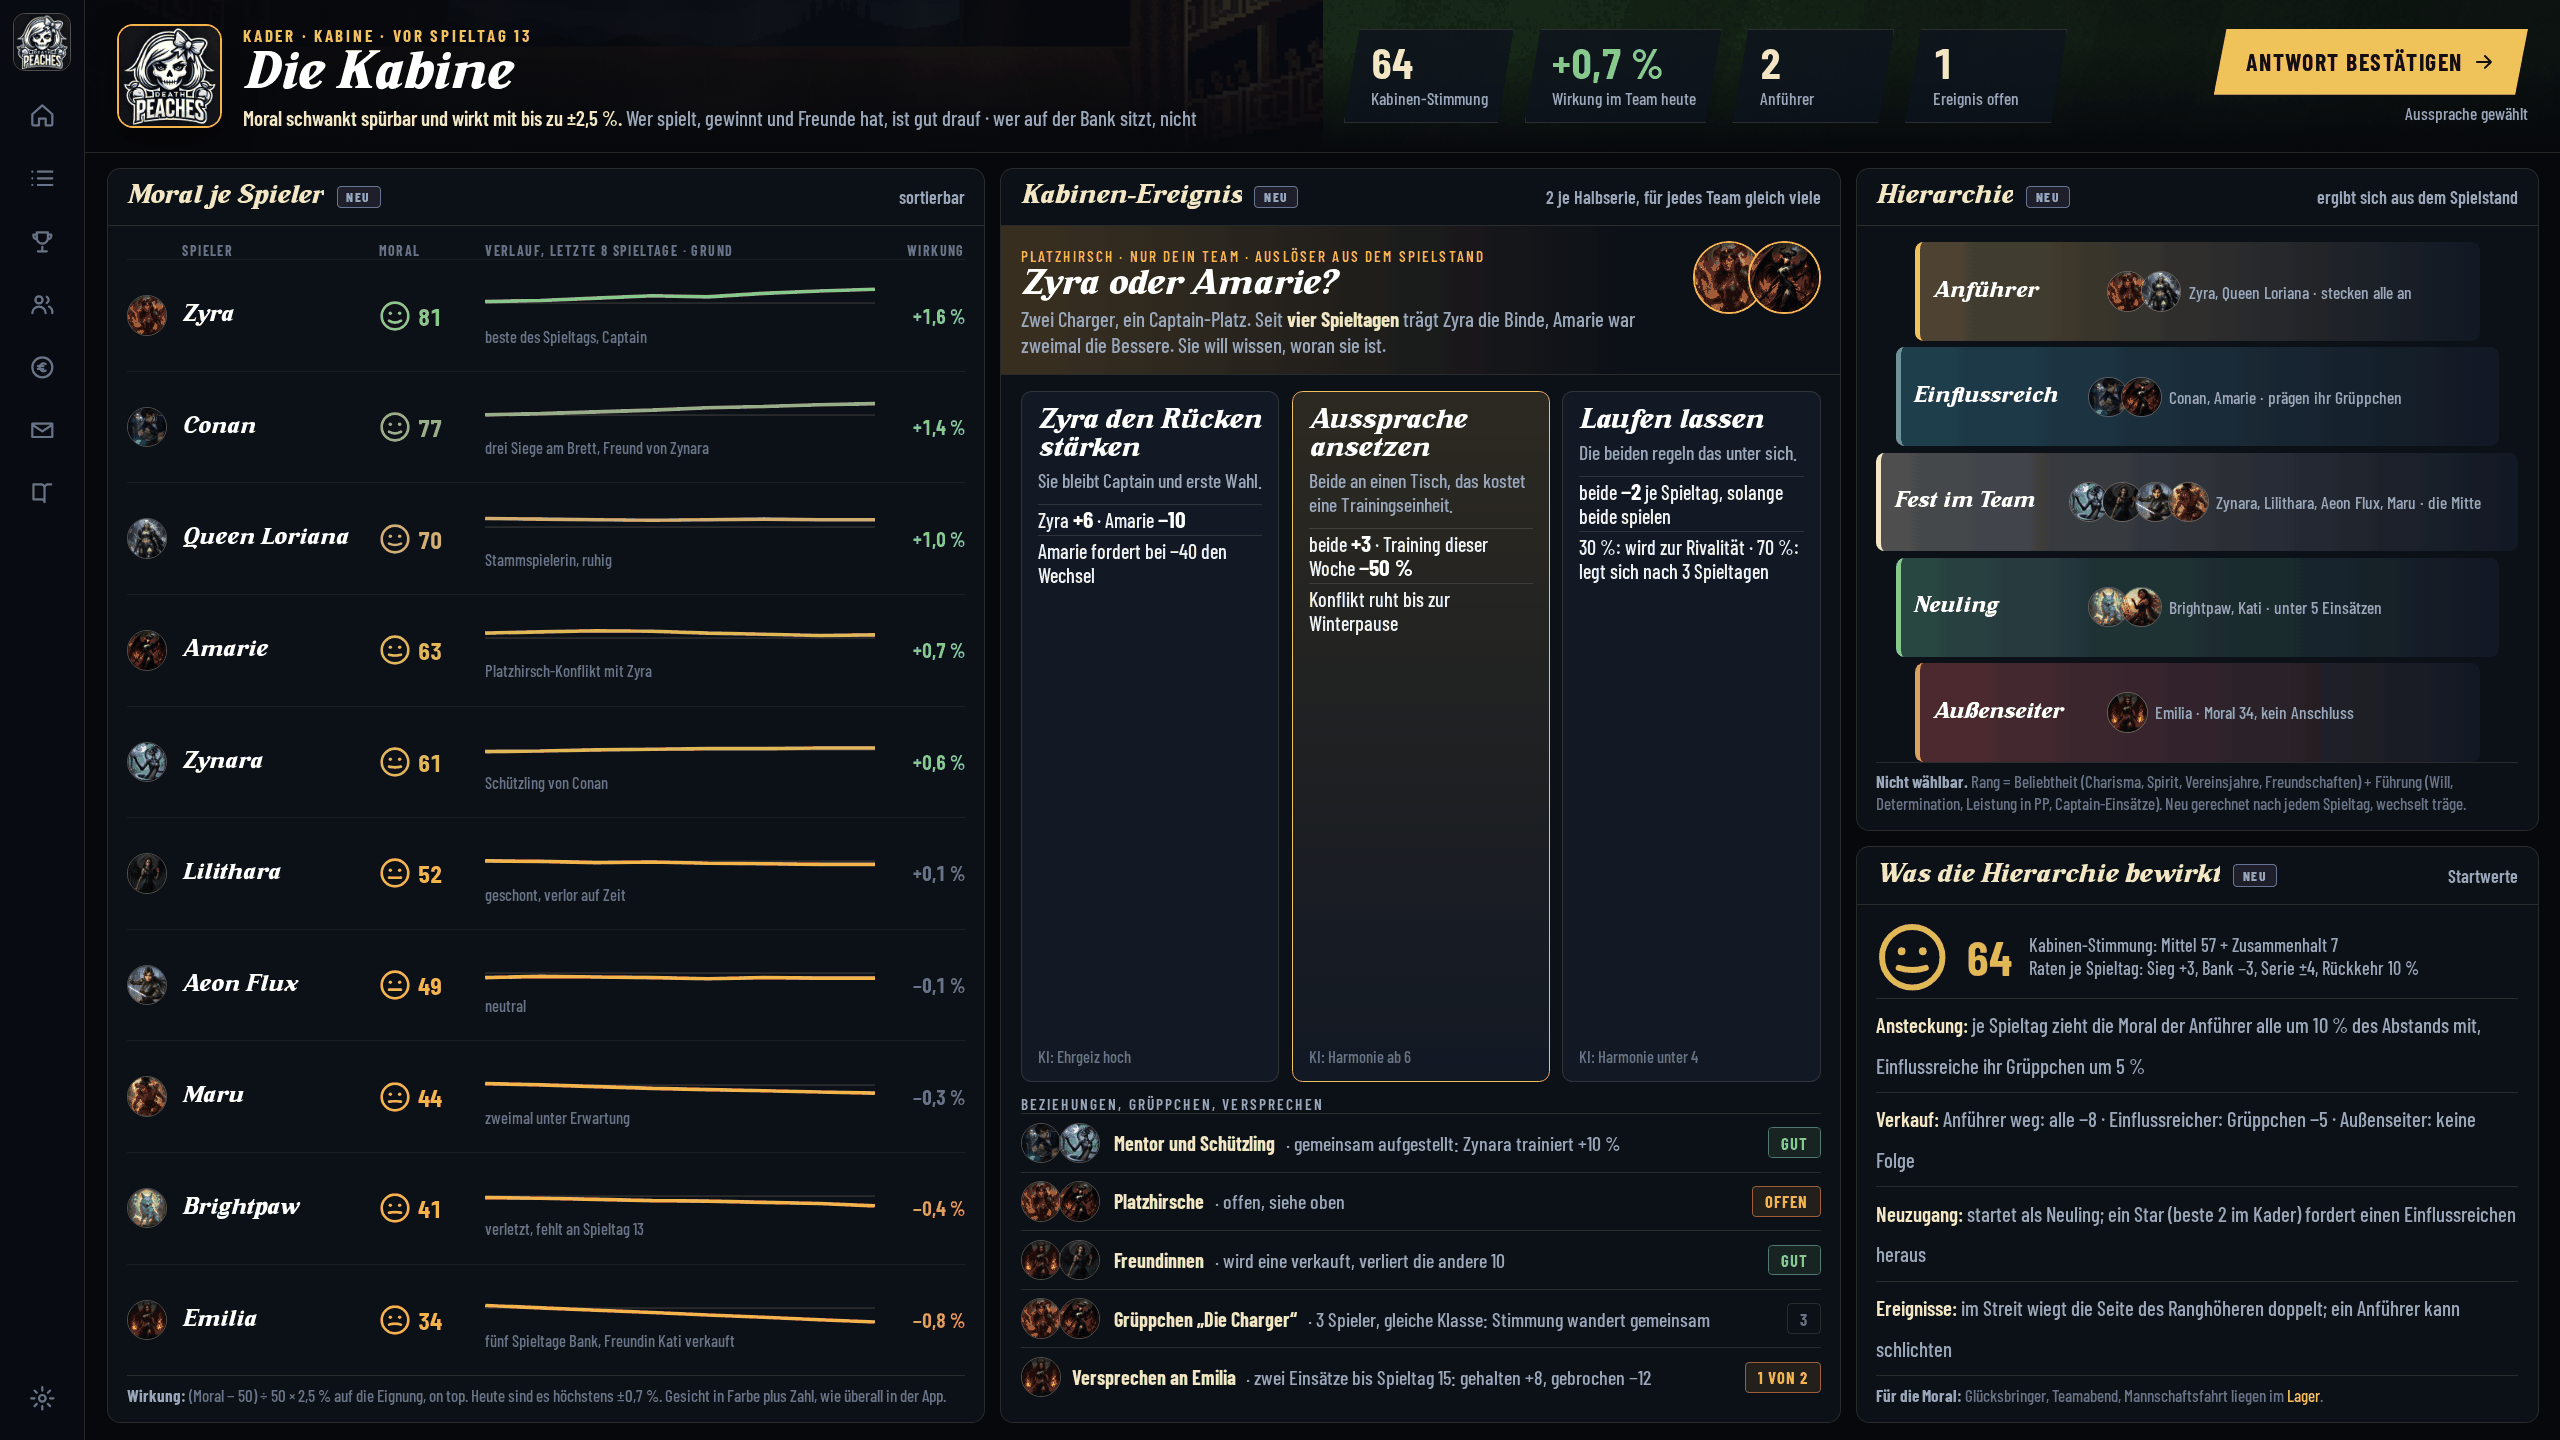 KADER · KABINE · VOR SPIELTAG 13
Die Kabine
Moral schwankt spürbar und wirkt mit bis zu ±2,5 %. Wer spielt, gewinnt und Freunde hat, ist gut drauf · wer auf der Bank sitzt, nicht
DEATH
PEACHES
64
Kabinen-Stimmung
+0,7 %
Wirkung im Team heute
2
Anführer
1
Ereignis offen
ANTWORT BESTÄTIGEN →
Aussprache gewählt
Moral je Spieler NEU sortierbar
SPIELER MORAL VERLAUF, LETZTE 8 SPIELTAGE · GRUND WIRKUNG
Zyra 81 +1,6 %
beste des Spieltags, Captain
Conan 77 +1,4 %
drei Siege am Brett, Freund von Zynara
Queen Loriana 70 +1,0 %
Stammspielerin, ruhig
Amarie 63 +0,7 %
Platzhirsch-Konflikt mit Zyra
Zynara 61 +0,6 %
Schützling von Conan
Lilithara 52 +0,1 %
geschont, verlor auf Zeit
Aeon Flux 49 −0,1 %
neutral
Maru 44 −0,3 %
zweimal unter Erwartung
Brightpaw 41 −0,4 %
verletzt, fehlt an Spieltag 13
Emilia 34 −0,8 %
fünf Spieltage Bank, Freundin Kati verkauft
Wirkung: (Moral − 50) ÷ 50 × 2,5 % auf die Eignung, on top. Heute sind es höchstens ±0,7 %. Gesicht in Farbe plus Zahl, wie überall in der App.
Kabinen-Ereignis NEU 2 je Halbserie, für jedes Team gleich viele
PLATZHIRSCH · NUR DEIN TEAM · AUSLÖSER AUS DEM SPIELSTAND
Zyra oder Amarie?
Zwei Charger, ein Captain-Platz. Seit vier Spieltagen trägt Zyra die Binde, Amarie war
zweimal die Bessere. Sie will wissen, woran sie ist.
Zyra den Rücken
stärken
Sie bleibt Captain und erste Wahl.
Zyra +6 · Amarie −10
Amarie fordert bei −40 den
Wechsel
KI: Ehrgeiz hoch
Aussprache
ansetzen
Beide an einen Tisch, das kostet
eine Trainingseinheit.
beide +3 · Training dieser
Woche −50 %
Konflikt ruht bis zur
Winterpause
KI: Harmonie ab 6
Laufen lassen
Die beiden regeln das unter sich.
beide −2 je Spieltag, solange
beide spielen
30 %: wird zur Rivalität · 70 %:
legt sich nach 3 Spieltagen
KI: Harmonie unter 4
BEZIEHUNGEN, GRÜPPCHEN, VERSPRECHEN
Mentor und Schützling · gemeinsam aufgestellt: Zynara trainiert +10 % GUT
Platzhirsche · offen, siehe oben OFFEN
Freundinnen · wird eine verkauft, verliert die andere 10 GUT
Grüppchen „Die Charger“ · 3 Spieler, gleiche Klasse: Stimmung wandert gemeinsam 3
Versprechen an Emilia · zwei Einsätze bis Spieltag 15: gehalten +8, gebrochen −12 1 VON 2
Hierarchie NEU ergibt sich aus dem Spielstand
Anführer Zyra, Queen Loriana · stecken alle an
Einflussreich Conan, Amarie · prägen ihr Grüppchen
Fest im Team Zynara, Lilithara, Aeon Flux, Maru · die Mitte
Neuling Brightpaw, Kati · unter 5 Einsätzen
Außenseiter Emilia · Moral 34, kein Anschluss
Nicht wählbar. Rang = Beliebtheit (Charisma, Spirit, Vereinsjahre, Freundschaften) + Führung (Will,
Determination, Leistung in PP, Captain-Einsätze). Neu gerechnet nach jedem Spieltag, wechselt träge.
Was die Hierarchie bewirkt NEU Startwerte
64
Kabinen-Stimmung: Mittel 57 + Zusammenhalt 7
Raten je Spieltag: Sieg +3, Bank −3, Serie ±4, Rückkehr 10 %
Ansteckung: je Spieltag zieht die Moral der Anführer alle um 10 % des Abstands mit,
Einflussreiche ihr Grüppchen um 5 %
Verkauf: Anführer weg: alle −8 · Einflussreicher: Grüppchen −5 · Außenseiter: keine
Folge
Neuzugang: startet als Neuling; ein Star (beste 2 im Kader) fordert einen Einflussreichen
heraus
Ereignisse: im Streit wiegt die Seite des Ranghöheren doppelt; ein Anführer kann
schlichten
Für die Moral: Glücksbringer, Teamabend, Mannschaftsfahrt liegen im Lager.